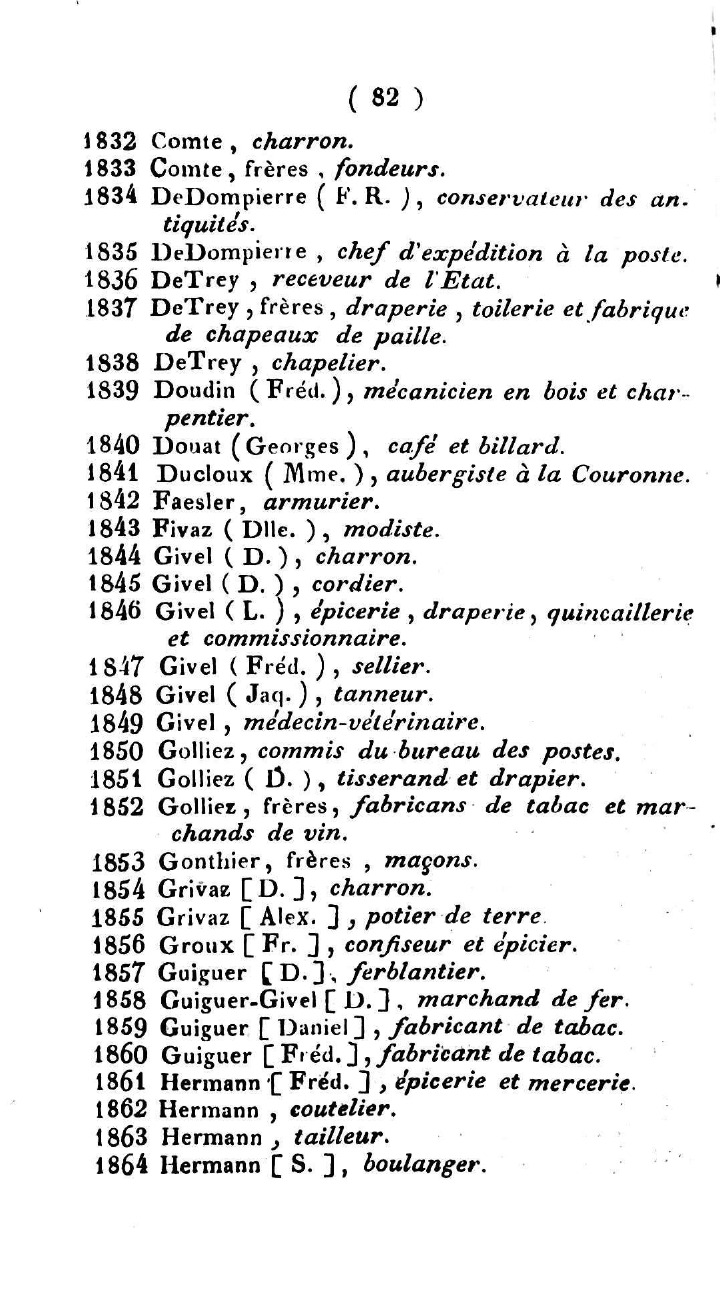 ( 82 )
1832 Comte , charron.
1833 Comte , frères , fondeurs.
1834 DeDompierre ( F. R. ) , conservateur des an-
tiquités.
1835 DeDompierre , chef d'expédition à la poste.
1836 DeTrey , receveur de l'Etat.
1837 DeTrey , frères , draperie , toilerie et fabrique
de chapeaux de paille.
1838 DeTrey , chapelier.
1839 Doudin ( Fréd. ) , mécanicien en bois et char-
pentier.
1840 Douat ( Georges ) , café et billard.
1841 Ducloux ( Mme. ) , aubergiste à la Couronne.
1842 Faesler, armurier.
1843 Fivaz ( Dlle. ) , modiste.
1844 Givel ( D. ) , charron.
1845 Givel ( D. ) , cordier.
1846 Givel ( L. ) , épicerie , draperie , quincaillerie
et commissionnaire.
1847 Givel ( Fréd. ) , sellier.
1848 Givel ( Jaq. ) , tanneur.
1849 Givel , médecin-vétérinaire.
1850 Golliez , commis du bureau des postes.
1851 Golliez ( D. ) , tisserand et drapier.
1852 Golliez , frères , fabricans de tabac et mar-
chands de vin.
1853 Gonthier, frères , maçons.
1854 Grivaz [ D. ] , charron.
1855 Grivaz [ Alex. ] , potier de terre.
1856 Groux [ Fr. ] , confiseur et épicier.
1857 Guiguer [ D. ] , ferblantier.
1858 Guiguer-Givel [ D. ] , marchand de fer.
1859 Guiguer [ Daniel ] , fabricant de tabac.
1860 Guiguer [ Fréd. ] , fabricant de tabac.
1861 Hermann [ Fréd. ] , épicerie et mercerie.
1862 Hermann , coutelier.
1863 Hermann , tailleur.
1864 Hermann [ S. ] , boulanger.